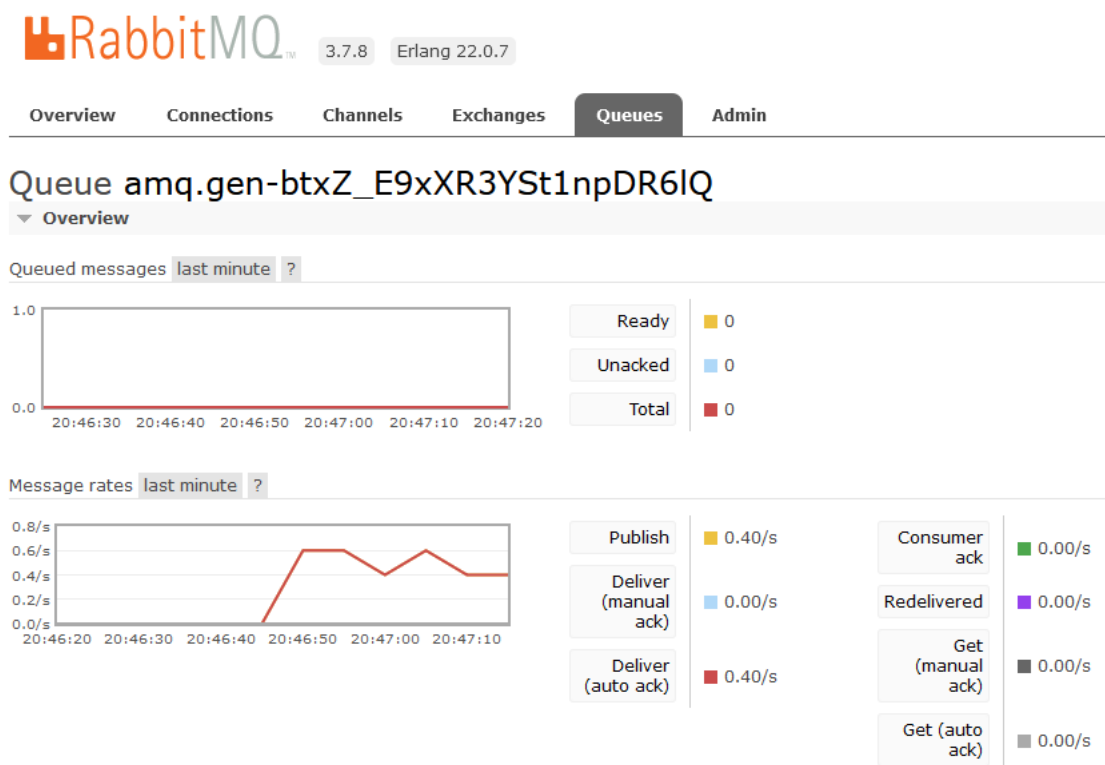 RabbitMQ™ 3.7.8 Erlang 22.0.7
Overview Connections Channels Exchanges Queues Admin
Queue amq.gen-btxZ_E9xXR3YSt1npDR6lQ
Overview
Queued messages last minute ?
1.0
0.0
20:46:30 20:46:40 20:46:50 20:47:00 20:47:10 20:47:20
Ready 0
Unacked 0
Total 0
Message rates last minute ?
0.8/s
0.6/s
0.4/s
0.2/s
0.0/s
20:46:20 20:46:30 20:46:40 20:46:50 20:47:00 20:47:10
Publish 0.40/s
Deliver
(manual 0.00/s
ack)
Deliver
(auto ack) 0.40/s
Consumer
ack 0.00/s
Redelivered 0.00/s
Get
(manual 0.00/s
ack)
Get (auto
ack) 0.00/s